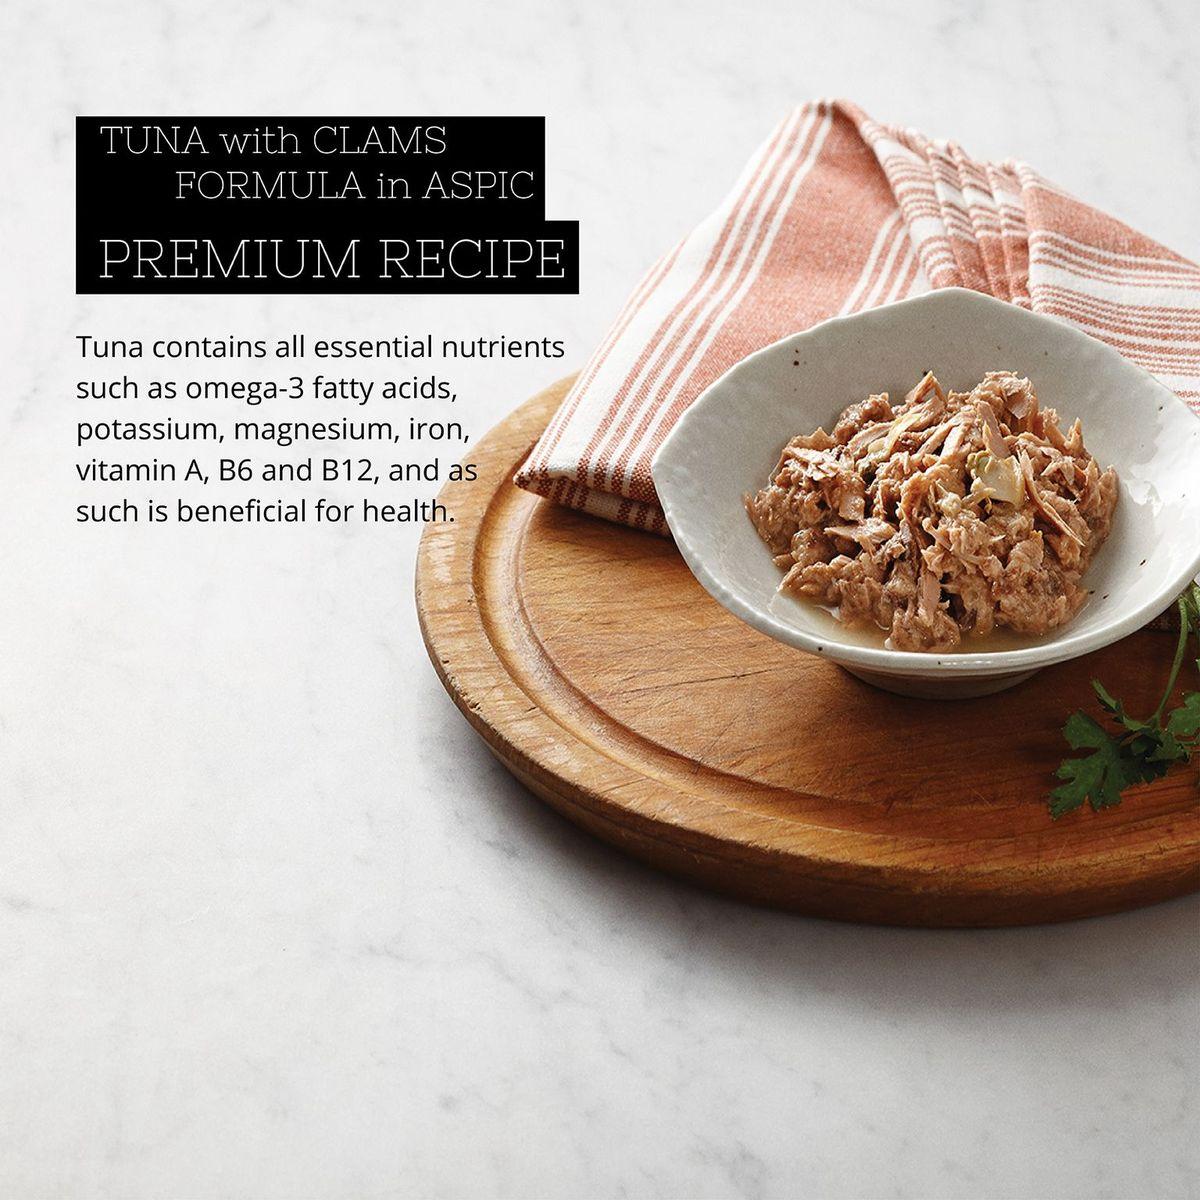 TUNA with CLAMS
FORMULA in ASPIC
PREMIUM RECIPE
Tuna contains all essential nutrients
such as omega-3 fatty acids,
potassium, magnesium, iron,
vitamin A, B6 and B12, and as
such is beneficial for health.